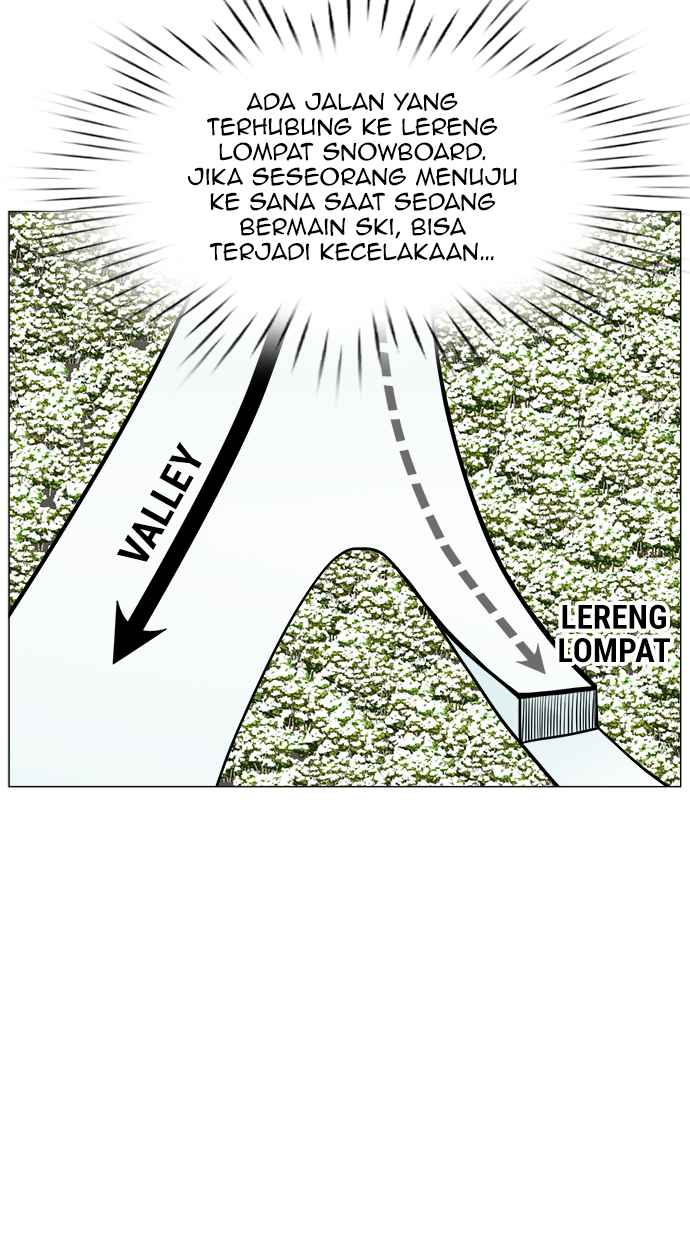 ADA JALAN YANG
TERHUBUNG KE LERENG
LOMPAT SNOWBOARD.
JIKA SESEORANG MENUJU
KE SANA SAAT SEDANG
BERMAIN SKI, BISA
TERJADI KECELAKAAN...
VALLEY
LERENG
LOMPAT